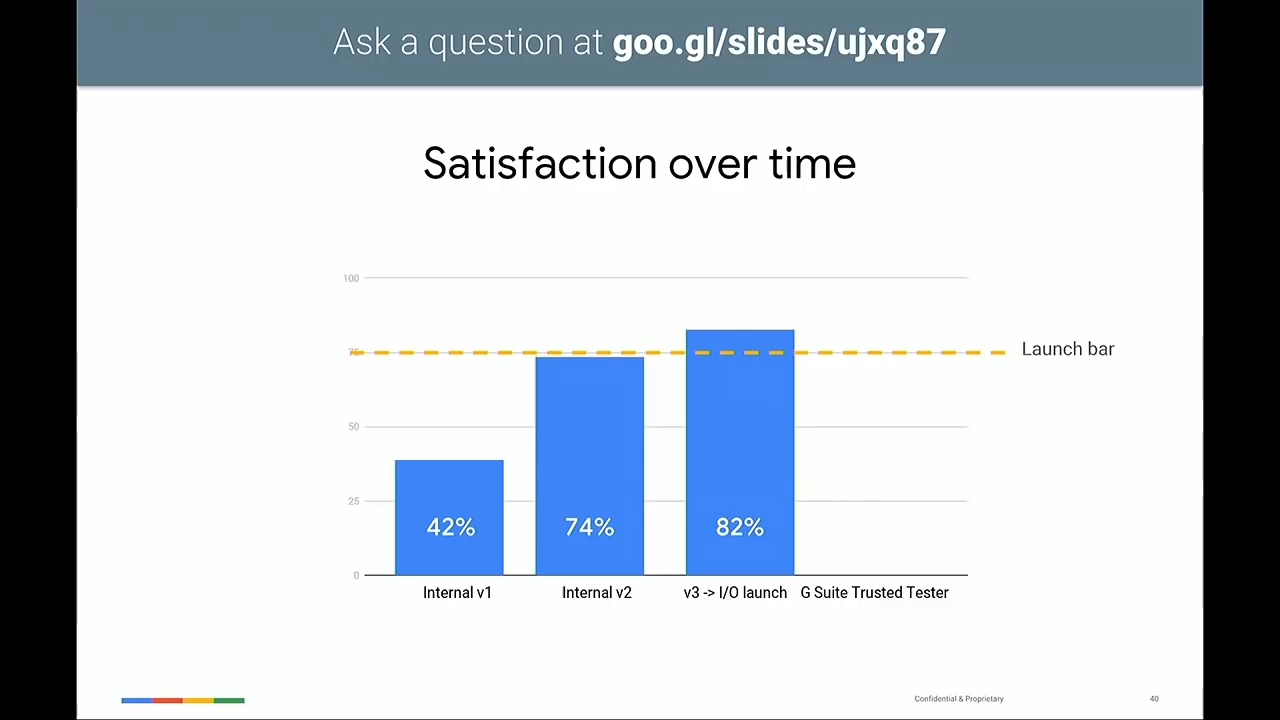 Ask a question at goo.gl/slides/ujxq87
Satisfaction over time
100
75
50
25
0
Launch bar
42%
74%
82%
Internal v1
Internal v2
v3 -> I/O launch
G Suite Trusted Tester
Confidential & Proprietary
40